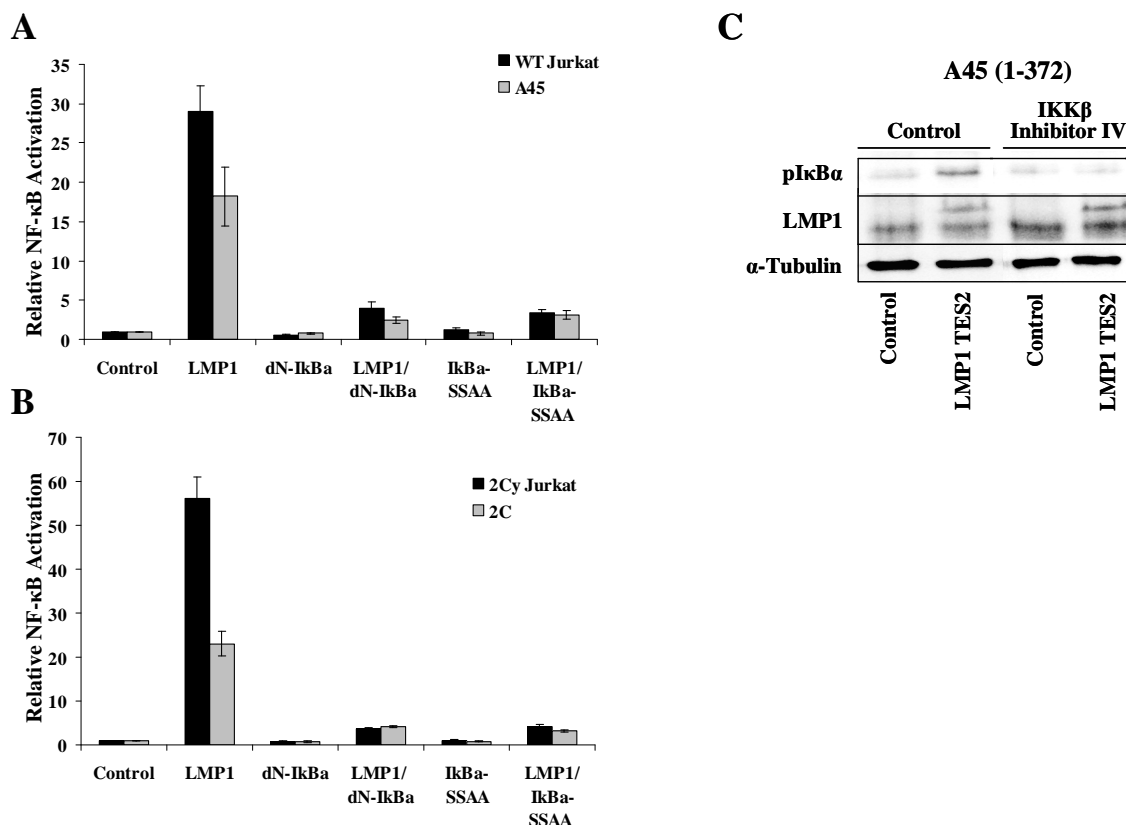 A
Relative NF-κB Activation
35
30
25
20
15
10
5
0
WT Jurkat
A45
Control
LMP1
dN-IkBa
LMP1/
dN-IkBa
IkBa-
SSAA
LMP1/
IkBa-
SSAA
B
Relative NF-κB Activation
70
60
50
40
30
20
10
0
2Cy Jurkat
2C
Control
LMP1
dN-IkBa
LMP1/
dN-IkBa
IkBa-
SSAA
LMP1/
IkBa-
SSAA
C
A45 (1-372)
Control
IKKβ
Inhibitor IV
pIκBα
LMP1
α-Tubulin
Control
LMP1 TES2
Control
LMP1 TES2